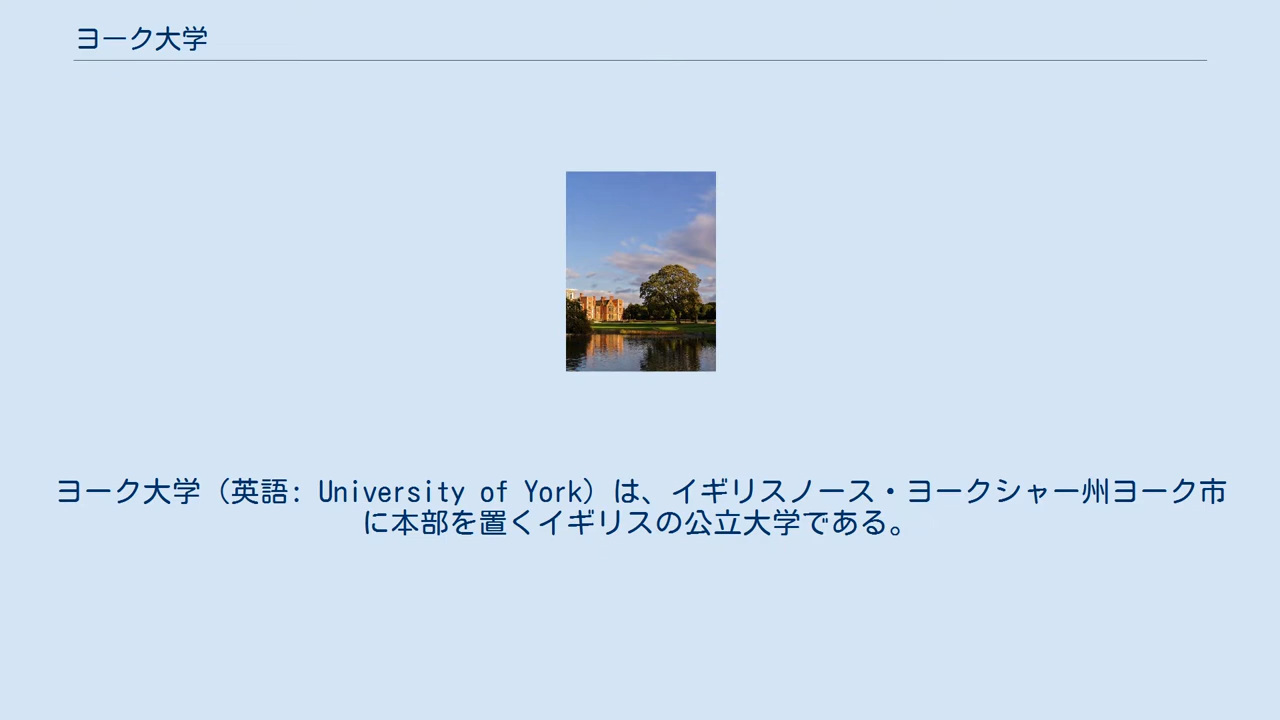 ヨーク大学
ヨーク大学（英語: University of York）は、イギリスノース・ヨークシャー州ヨーク市
に本部を置くイギリスの公立大学である。